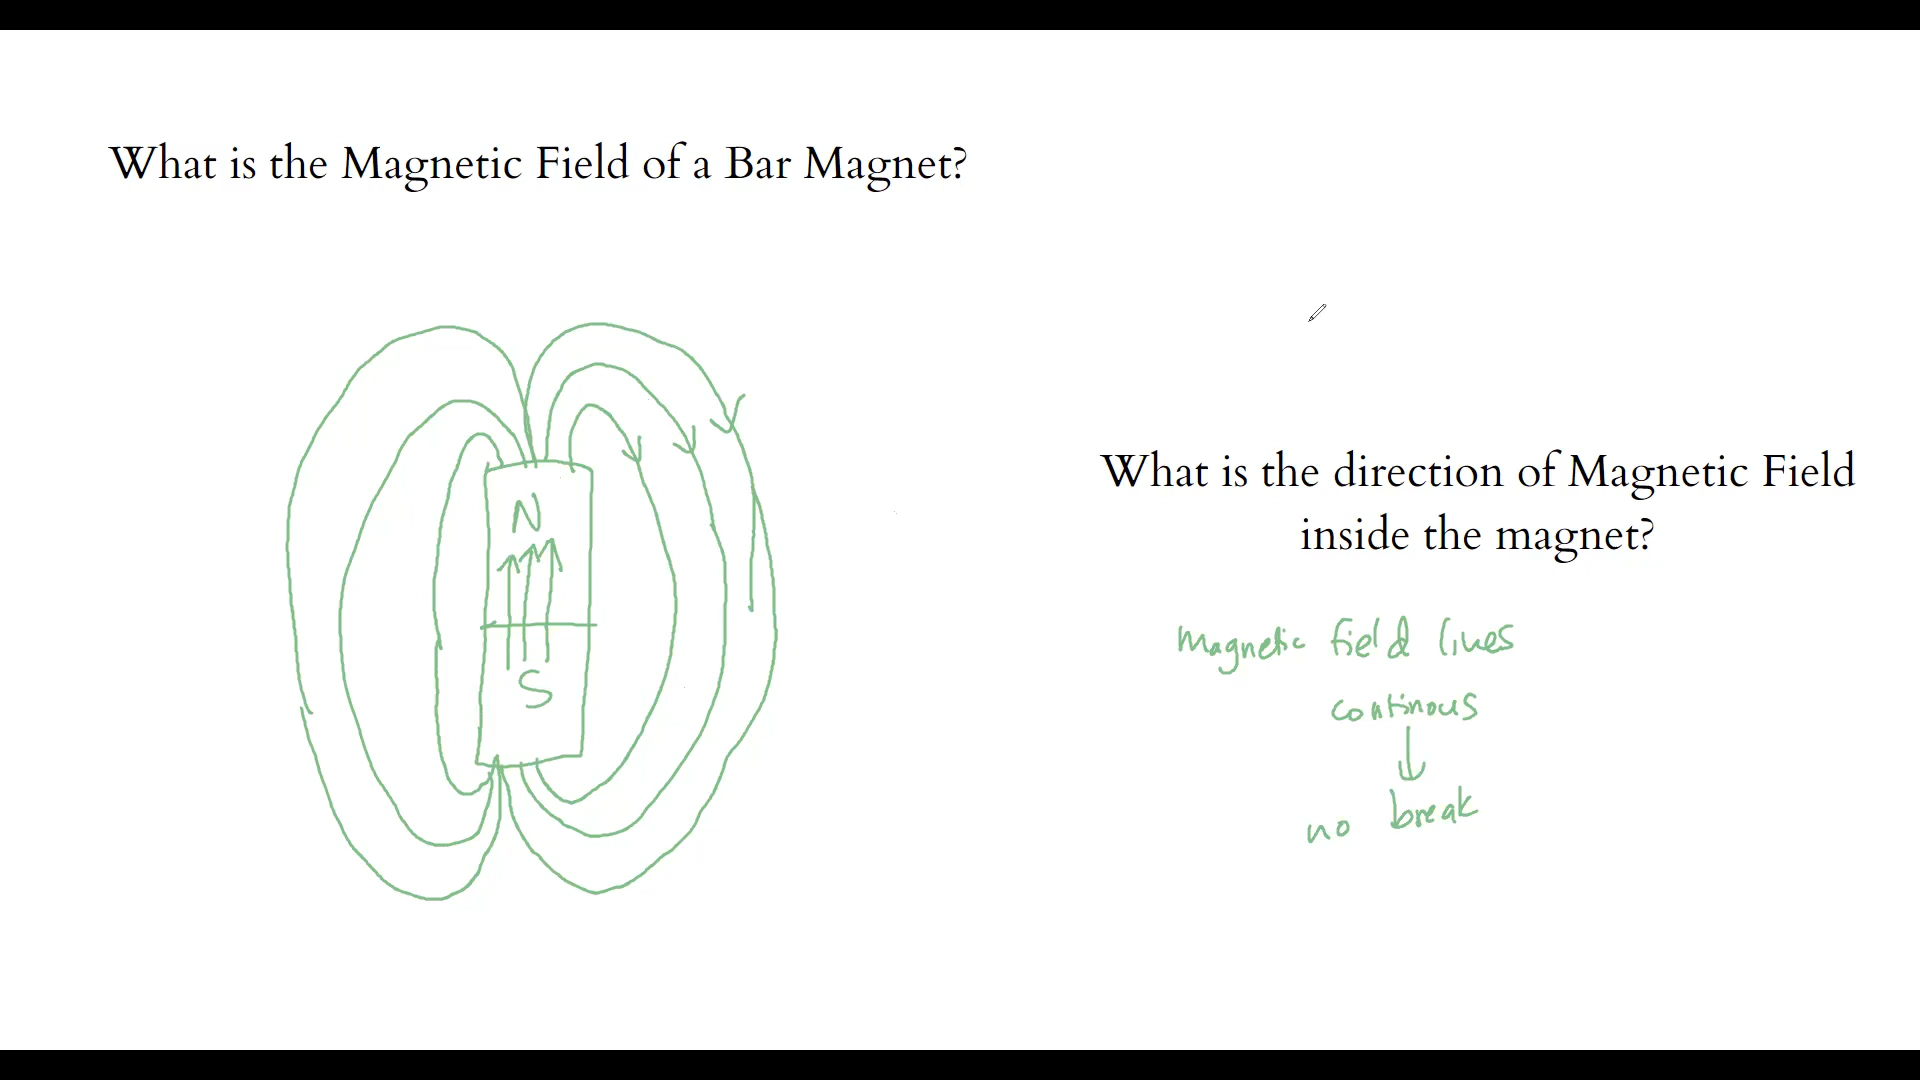 What is the Magnetic Field of a Bar Magnet?
N
S
What is the direction of Magnetic Field
inside the magnet?
Magnetic field lines
continous
no break